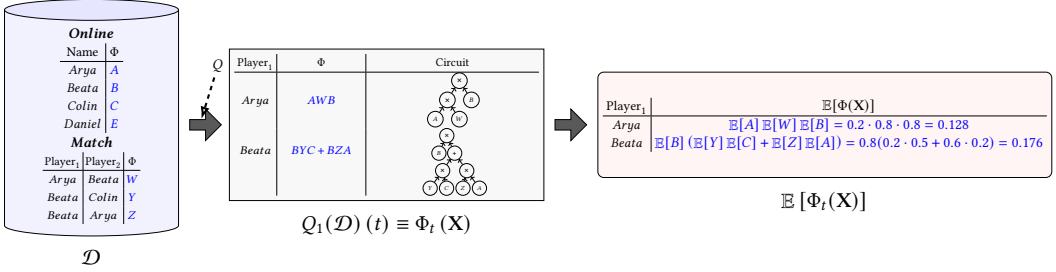 Online
Name Φ
Arya A
Beata B
Colin C
Daniel E
Match
Player₁ Player₂ Φ
Arya Beata W
Beata Colin Y
Beata Arya Z
𝒟
Q
Player₁ Φ Circuit
Arya AWB
× × B A W
Beata BYC + BZA
× B + × × Y C Z A
Q₁(𝒟) (t) ≡ Φₜ (X)
Player₁ 𝔼[Φ(X)]
Arya 𝔼[A] 𝔼[W] 𝔼[B] = 0.2 · 0.8 · 0.8 = 0.128
Beata 𝔼[B] (𝔼[Y] 𝔼[C] + 𝔼[Z] 𝔼[A]) = 0.8(0.2 · 0.5 + 0.6 · 0.2) = 0.176
𝔼 [Φₜ(X)]